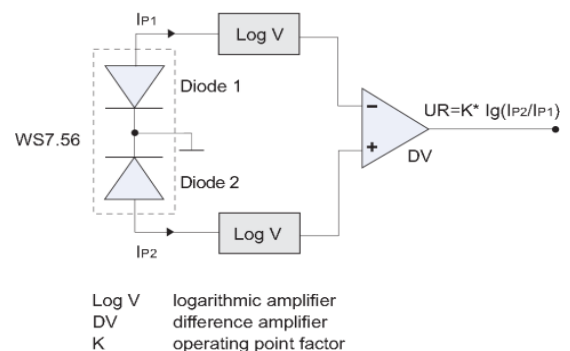 IP1
Log V
Diode 1
WS7.56
Diode 2
IP2
Log V
−
+
DV
UR=K* lg(IP2/IP1)
Log V logarithmic amplifier
DV difference amplifier
K operating point factor